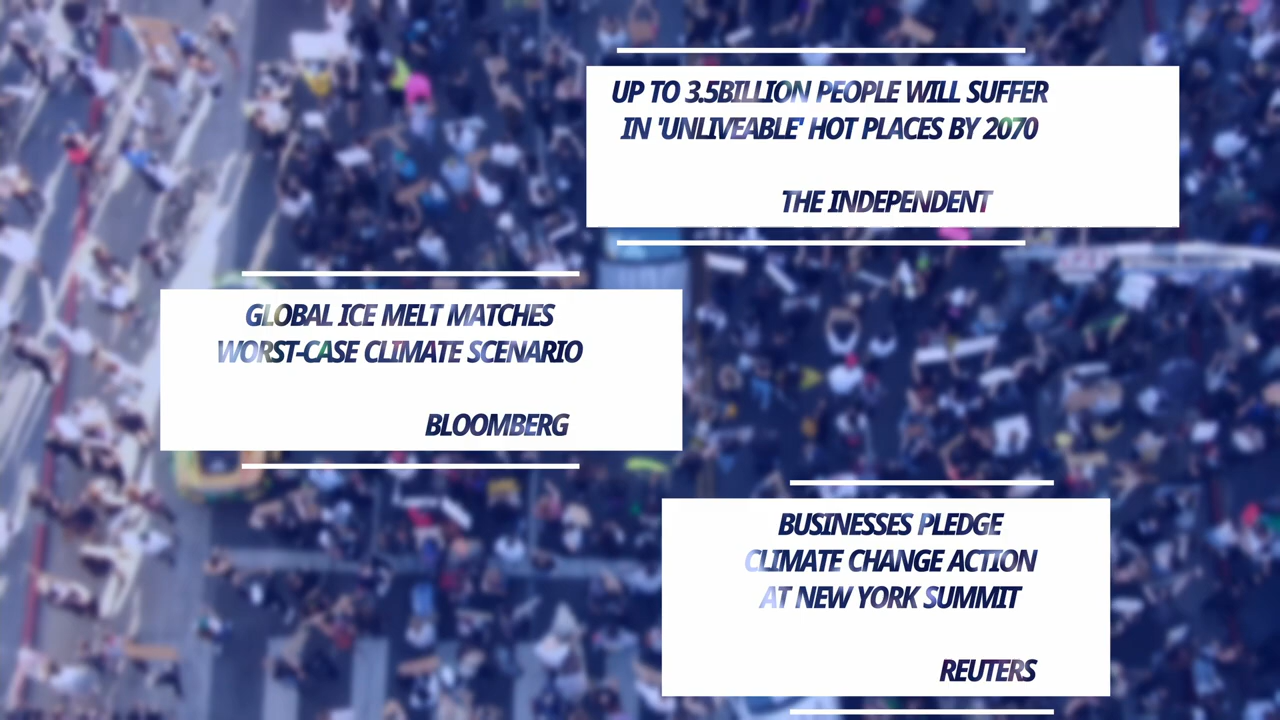 UP TO 3.5BILLION PEOPLE WILL SUFFER
IN 'UNLIVEABLE' HOT PLACES BY 2070
THE INDEPENDENT
GLOBAL ICE MELT MATCHES
WORST-CASE CLIMATE SCENARIO
BLOOMBERG
BUSINESSES PLEDGE
CLIMATE CHANGE ACTION
AT NEW YORK SUMMIT
REUTERS